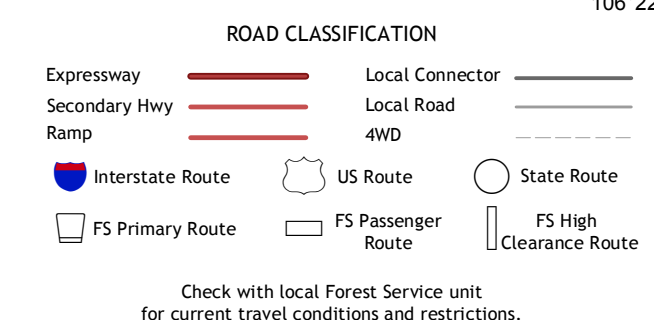 106 22
ROAD CLASSIFICATION
Expressway
Local Connector
Secondary Hwy
Local Road
Ramp
4WD
Interstate Route
US Route
State Route
FS Primary Route
FS Passenger
Route
FS High
Clearance Route
Check with local Forest Service unit
for current travel conditions and restrictions.